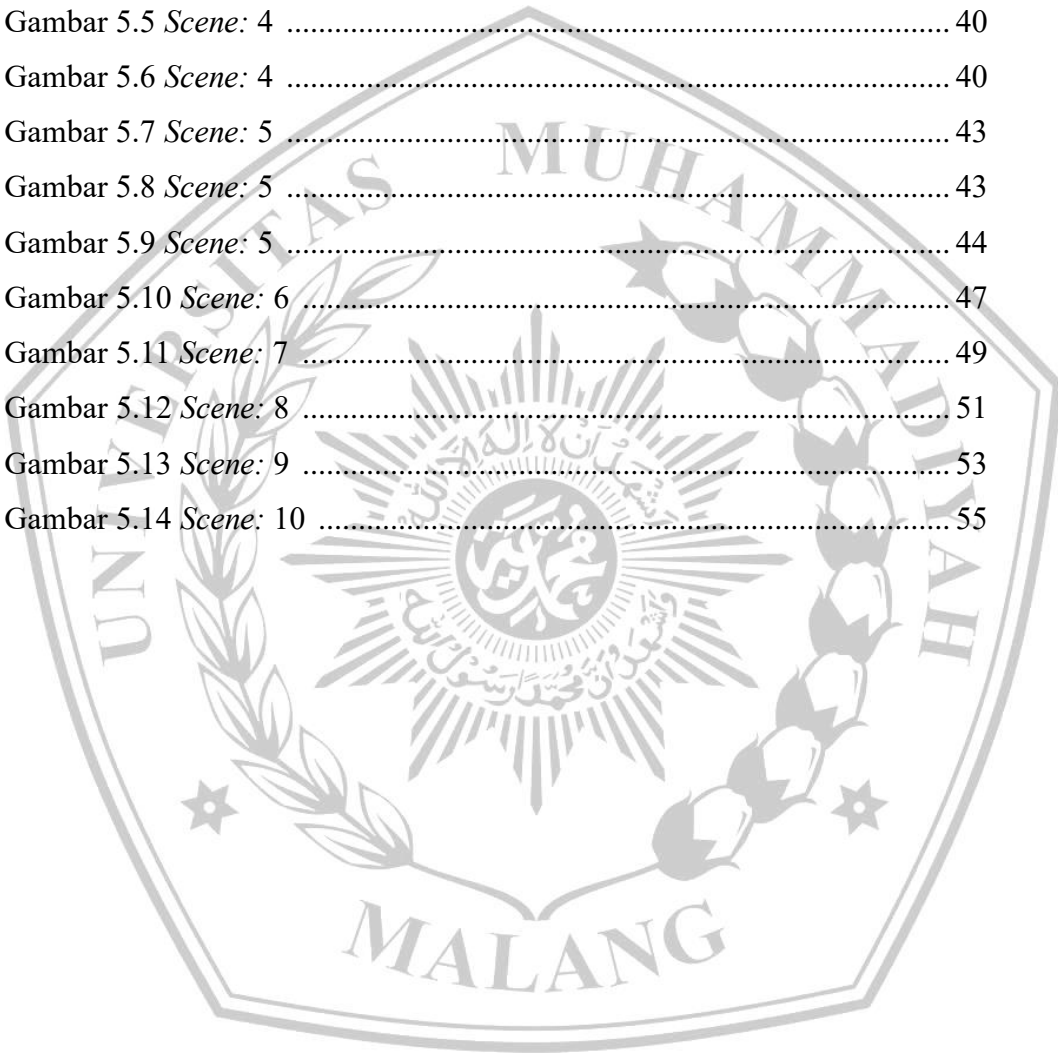 Gambar 5.5 Scene: 4 .......... 40
Gambar 5.6 Scene: 4 .......... 40
Gambar 5.7 Scene: 5 .......... 43
Gambar 5.8 Scene: 5 .......... 43
Gambar 5.9 Scene: 5 .......... 44
Gambar 5.10 Scene: 6 .......... 47
Gambar 5.11 Scene: 7 .......... 49
Gambar 5.12 Scene: 8 .......... 51
Gambar 5.13 Scene: 9 .......... 53
Gambar 5.14 Scene: 10 .......... 55
UNIVERSITAS MUHAMMADIYAH
MALANG